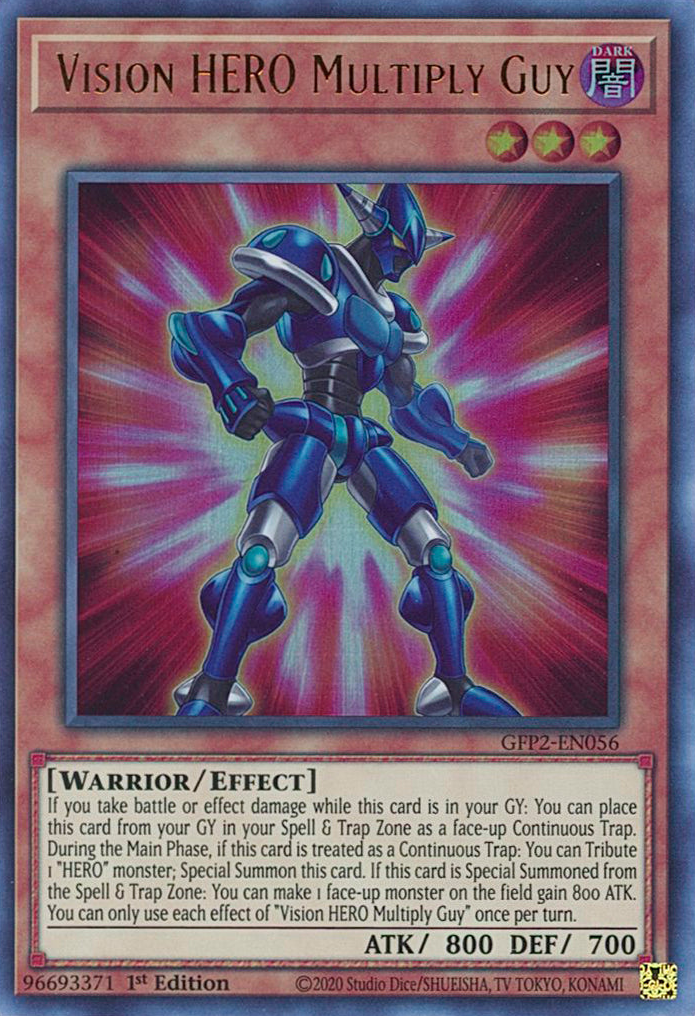 Vision HERO Multiply Guy
DARK
闇
GFP2-EN056
[Warrior/Effect]
If you take battle or effect damage while this card is in your GY: You can place
this card from your GY in your Spell & Trap Zone as a face-up Continuous Trap.
During the Main Phase, if this card is treated as a Continuous Trap: You can Tribute
1 "HERO" monster; Special Summon this card. If this card is Special Summoned from
the Spell & Trap Zone: You can make 1 face-up monster on the field gain 800 ATK.
You can only use each effect of "Vision HERO Multiply Guy" once per turn.
ATK/ 800 DEF/ 700
96693371 1st Edition ©2020 Studio Dice/SHUEISHA, TV TOKYO, KONAMI